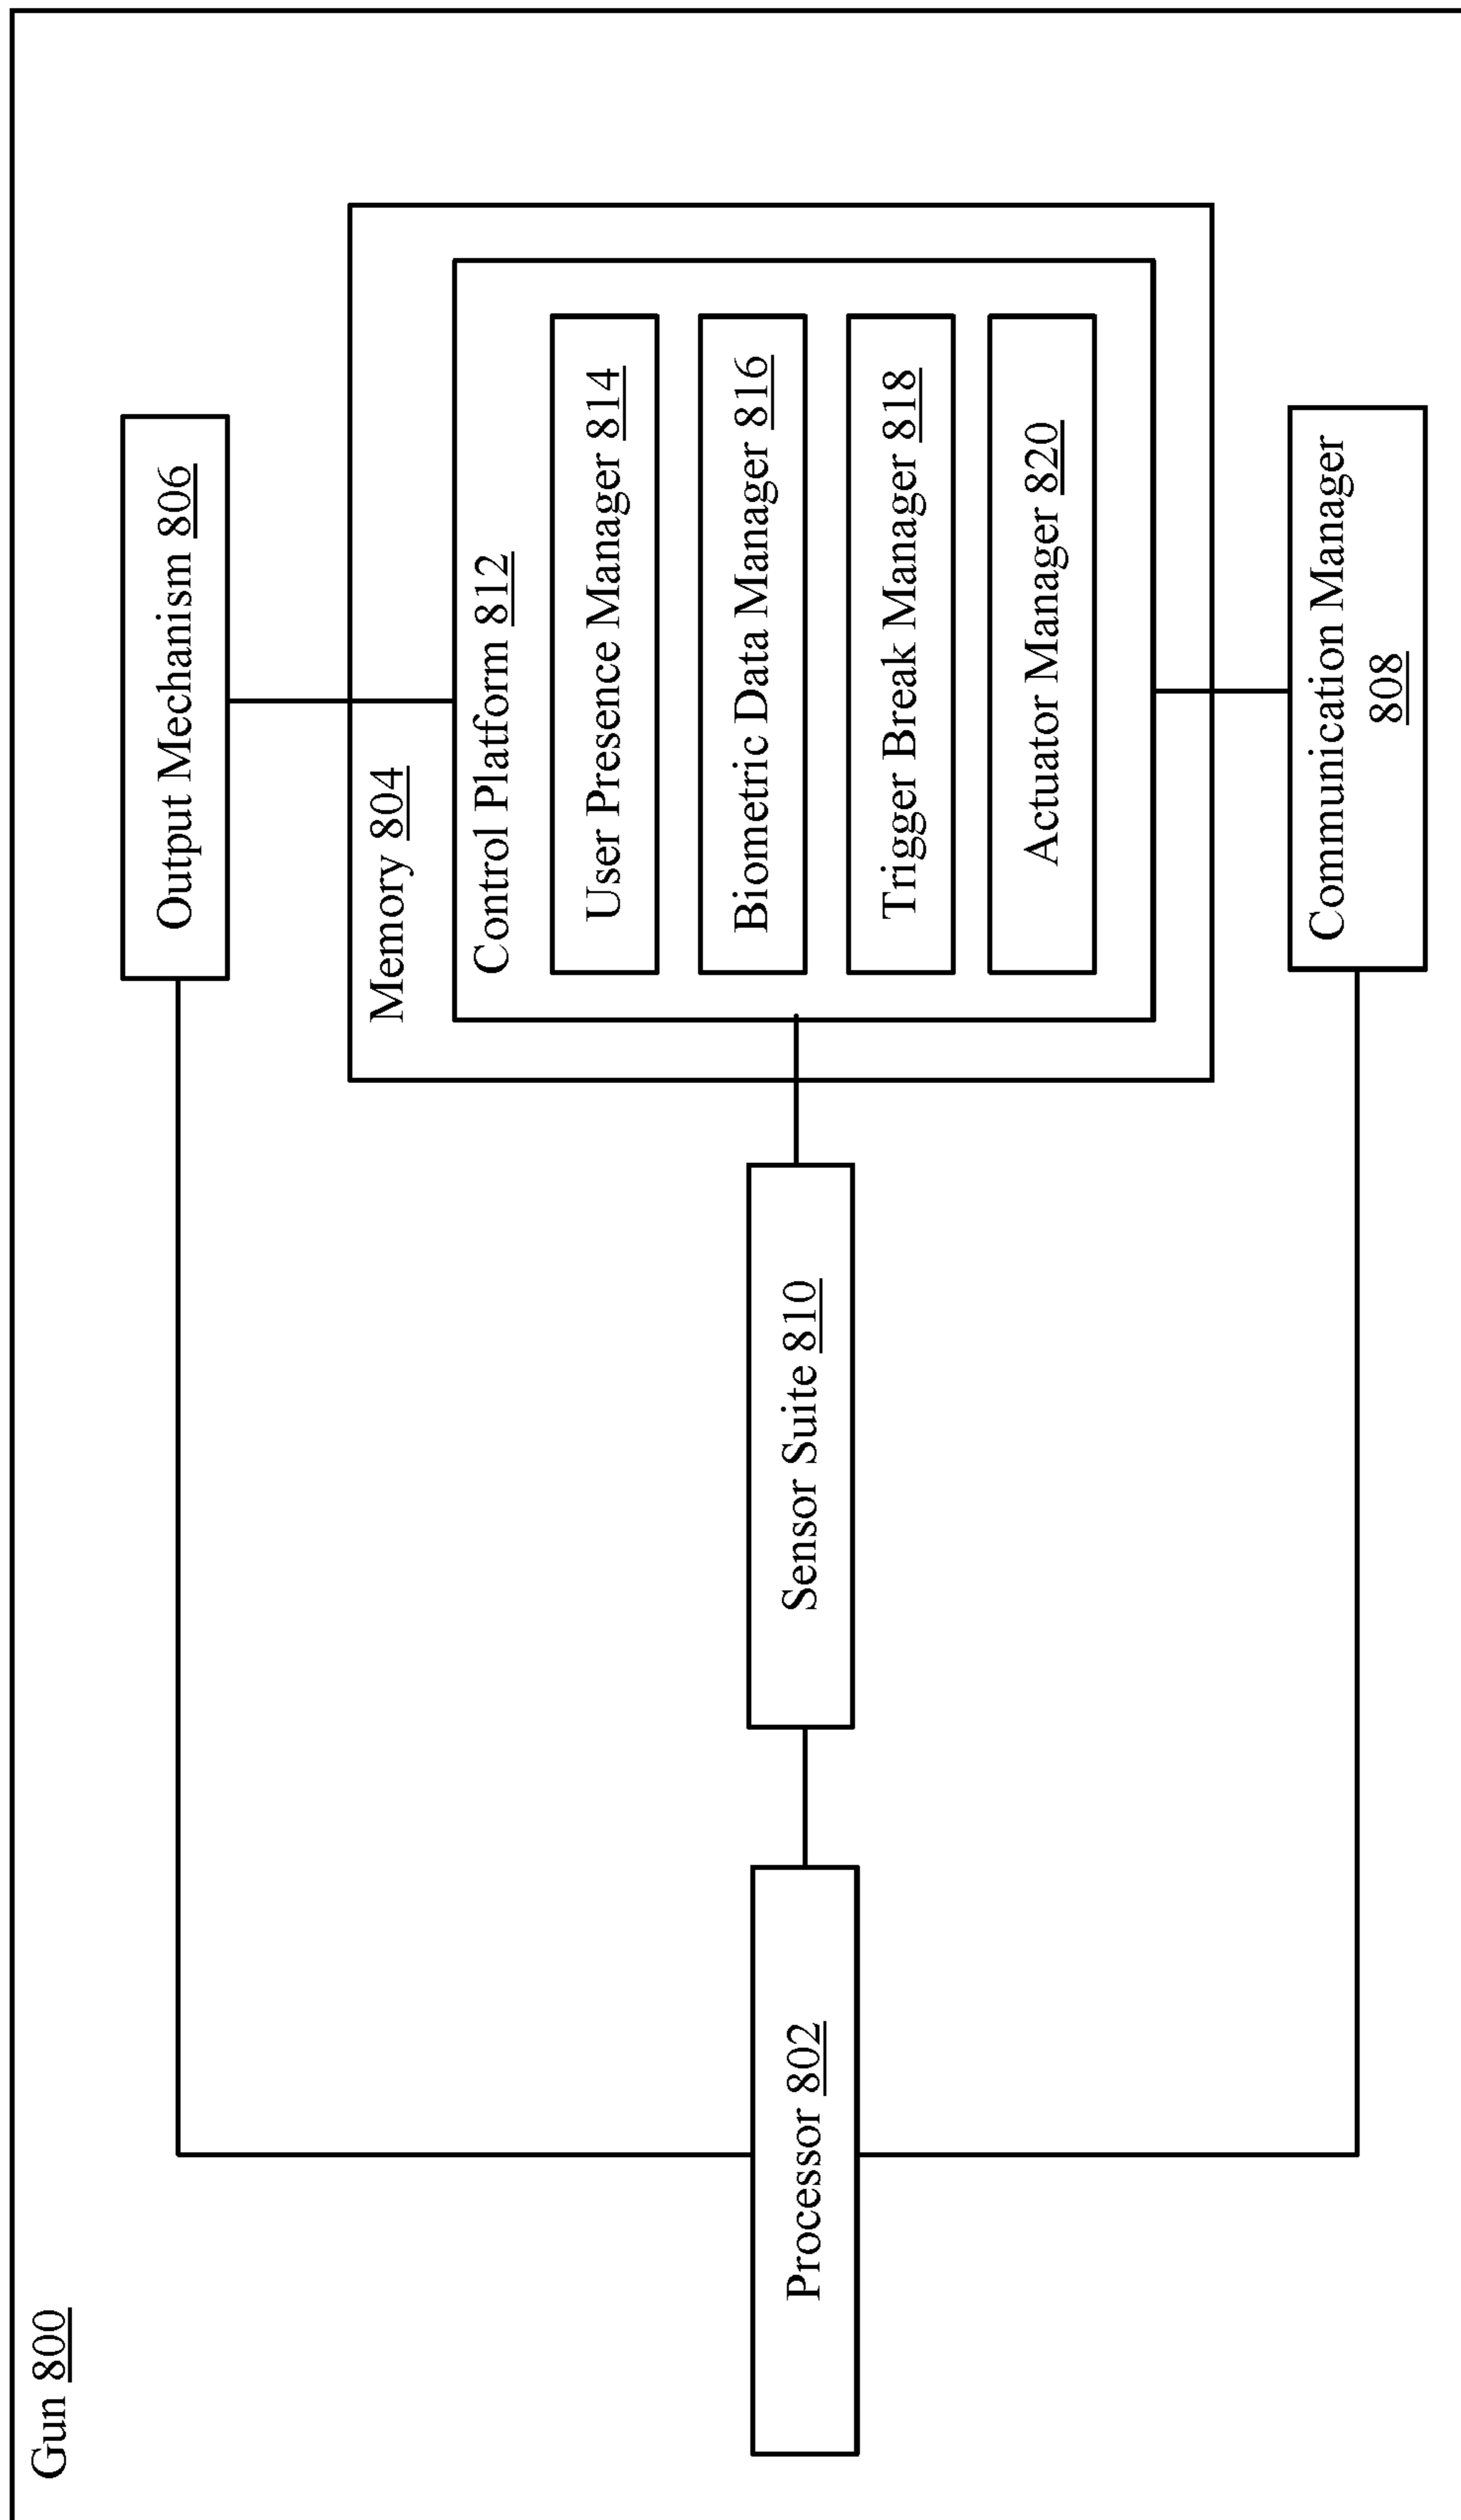 Gun 800
Output Mechanism 806
Memory 804
Control Platform 812
User Presence Manager 814
Biometric Data Manager 816
Trigger Break Manager 818
Actuator Manager 820
Sensor Suite 810
Processor 802
Communication Manager
808